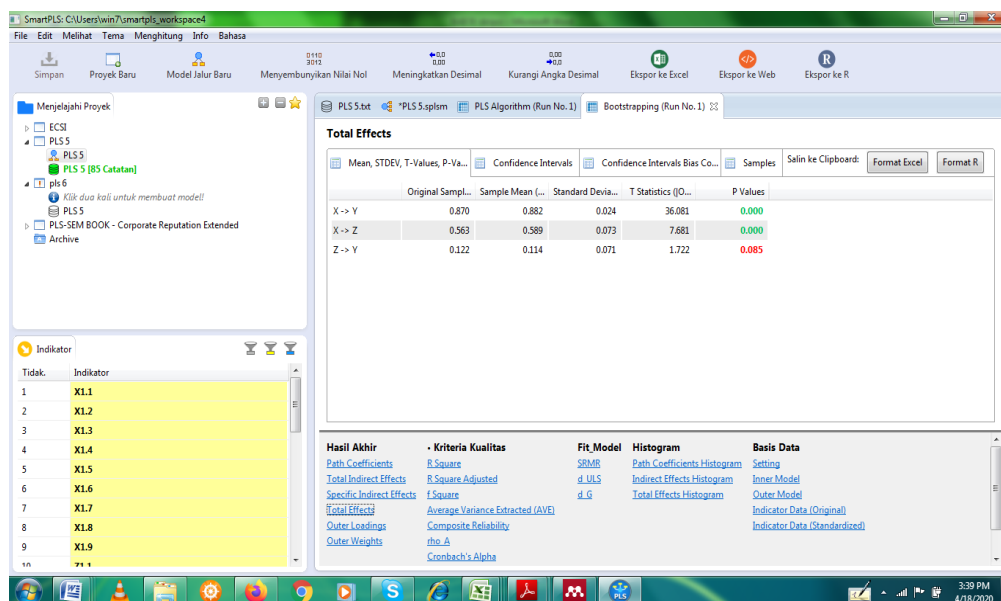 SmartPLS: C:\Users\win7\smartpls_workspace4
File Edit Melihat Tema Menghitung Info Bahasa
Simpan Proyek Baru Model Jalur Baru Menyembunyikan Nilai Nol Meningkatkan Desimal Kurangi Angka Desimal Ekspor ke Excel Ekspor ke Web Ekspor ke R
Menjelajahi Proyek
ECSI
PLS 5
PLS 5
PLS 5 [85 Catatan]
pls 6
Klik dua kali untuk membuat model!
PLS 5
PLS-SEM BOOK - Corporate Reputation Extended
Archive
Indikator
Tidak. Indikator
1 X1.1
2 X1.2
3 X1.3
4 X1.4
5 X1.5
6 X1.6
7 X1.7
8 X1.8
9 X1.9
10 Z1.1
PLS 5.txt *PLS 5.splsm PLS Algorithm (Run No. 1) Bootstrapping (Run No. 1)
Total Effects
Mean, STDEV, T-Values, P-Va... Confidence Intervals Confidence Intervals Bias Co... Samples Salin ke Clipboard: Format Excel Format R
Original Sampl... Sample Mean (... Standard Devia... T Statistics (|O... P Values
X -> Y 0.870 0.882 0.024 36.081 0.000
X -> Z 0.563 0.589 0.073 7.681 0.000
Z -> Y 0.122 0.114 0.071 1.722 0.085
Hasil Akhir · Kriteria Kualitas Fit_Model Histogram Basis Data
Path Coefficients R Square SRMR Path Coefficients Histogram Setting
Total Indirect Effects R Square Adjusted d_ULS Indirect Effects Histogram Inner Model
Specific Indirect Effects f Square d_G Total Effects Histogram Outer Model
Total Effects Average Variance Extracted (AVE) Indicator Data (Original)
Outer Loadings Composite Reliability Indicator Data (Standardized)
Outer Weights rho_A
Cronbach's Alpha
3:39 PM
4/18/2020